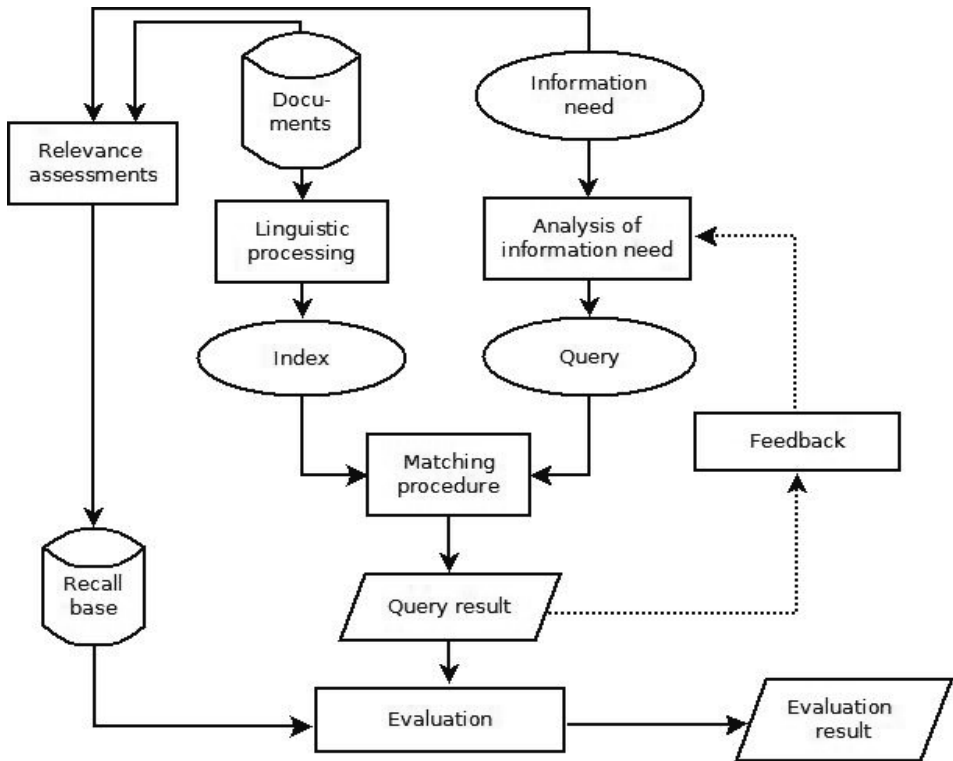 Docu-
ments
Information
need
Relevance
assessments
Linguistic
processing
Analysis of
information need
Index
Query
Feedback
Matching
procedure
Recall
base
Query result
Evaluation
Evaluation
result